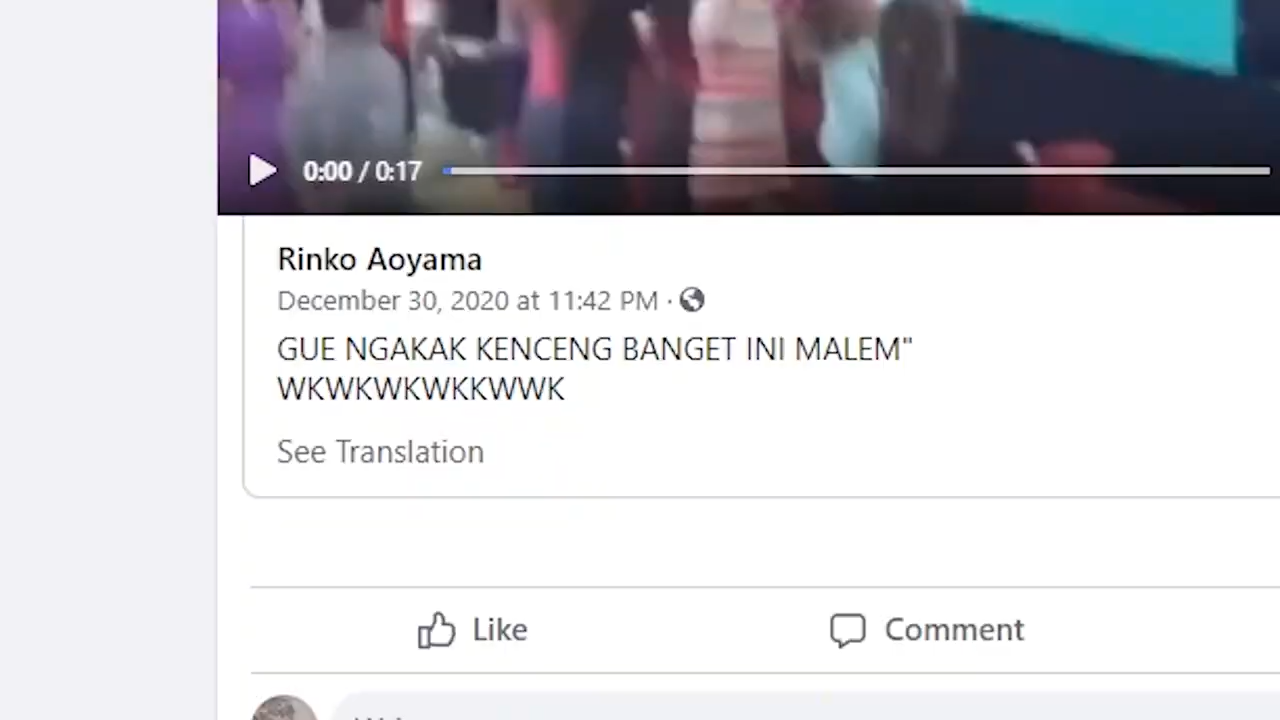 0:00 / 0:17
Rinko Aoyama
December 30, 2020 at 11:42 PM ·
GUE NGAKAK KENCENG BANGET INI MALEM"
WKWKWKWKKWWK
See Translation
Like
Comment